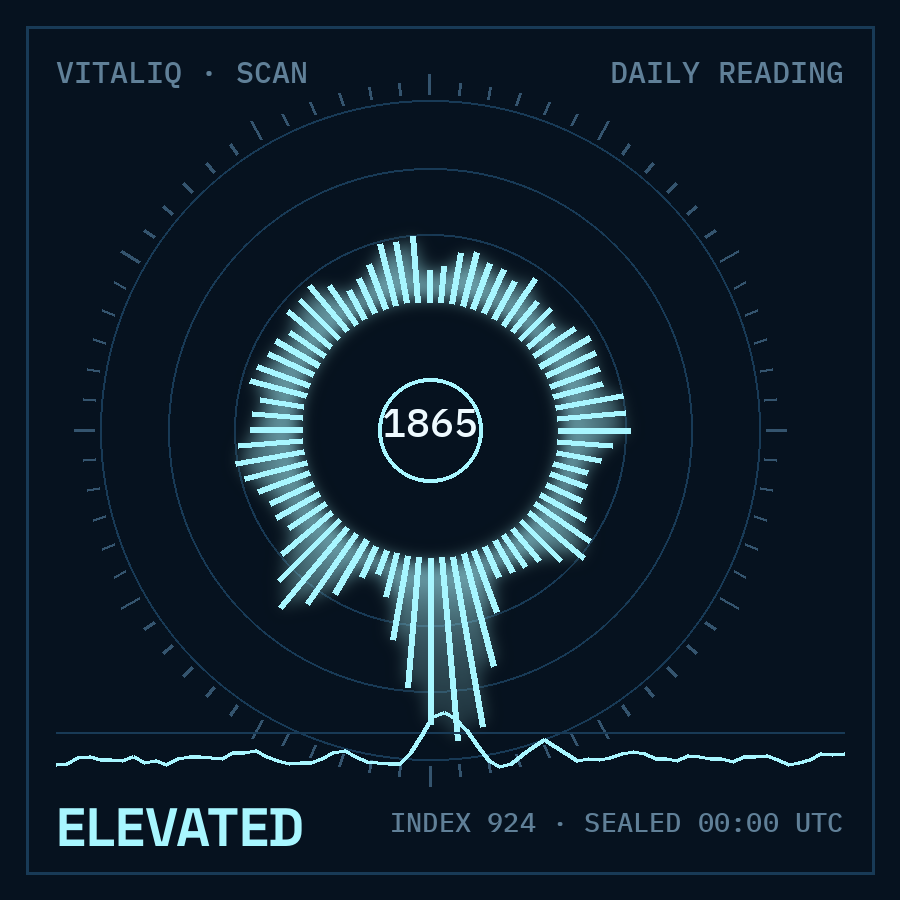 VITALIQ · SCAN
DAILY READING
1865
ELEVATED
INDEX 924 · SEALED 00:00 UTC